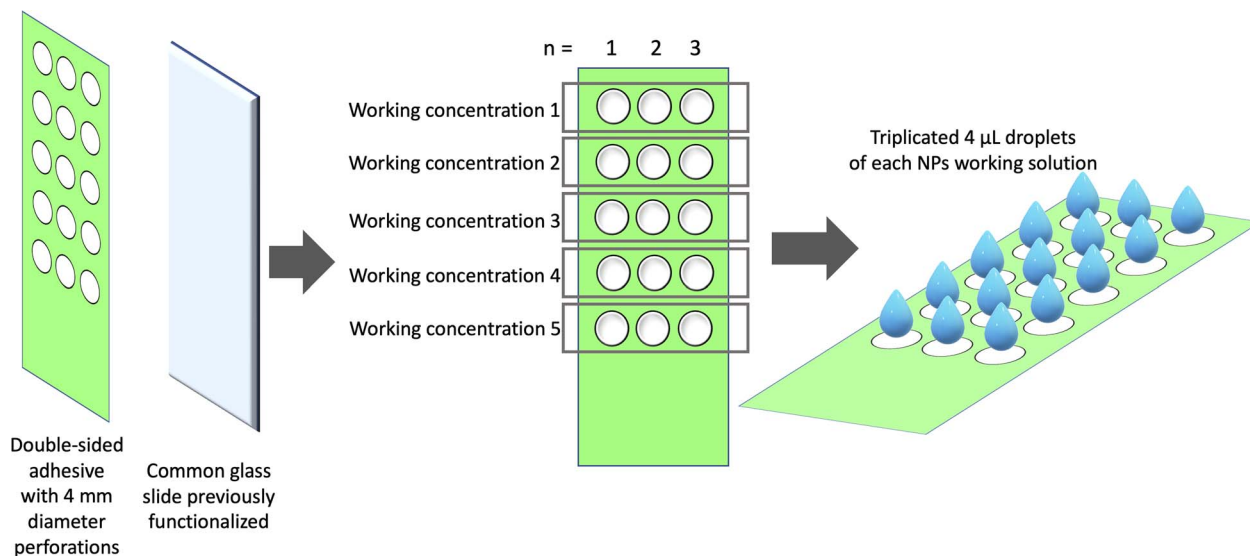 n = 1 2 3
Working concentration 1
Working concentration 2
Working concentration 3
Working concentration 4
Working concentration 5
Triplicated 4 µL droplets
of each NPs working solution
Double-sided
adhesive
with 4 mm
diameter
perforations
Common glass
slide previously
functionalized